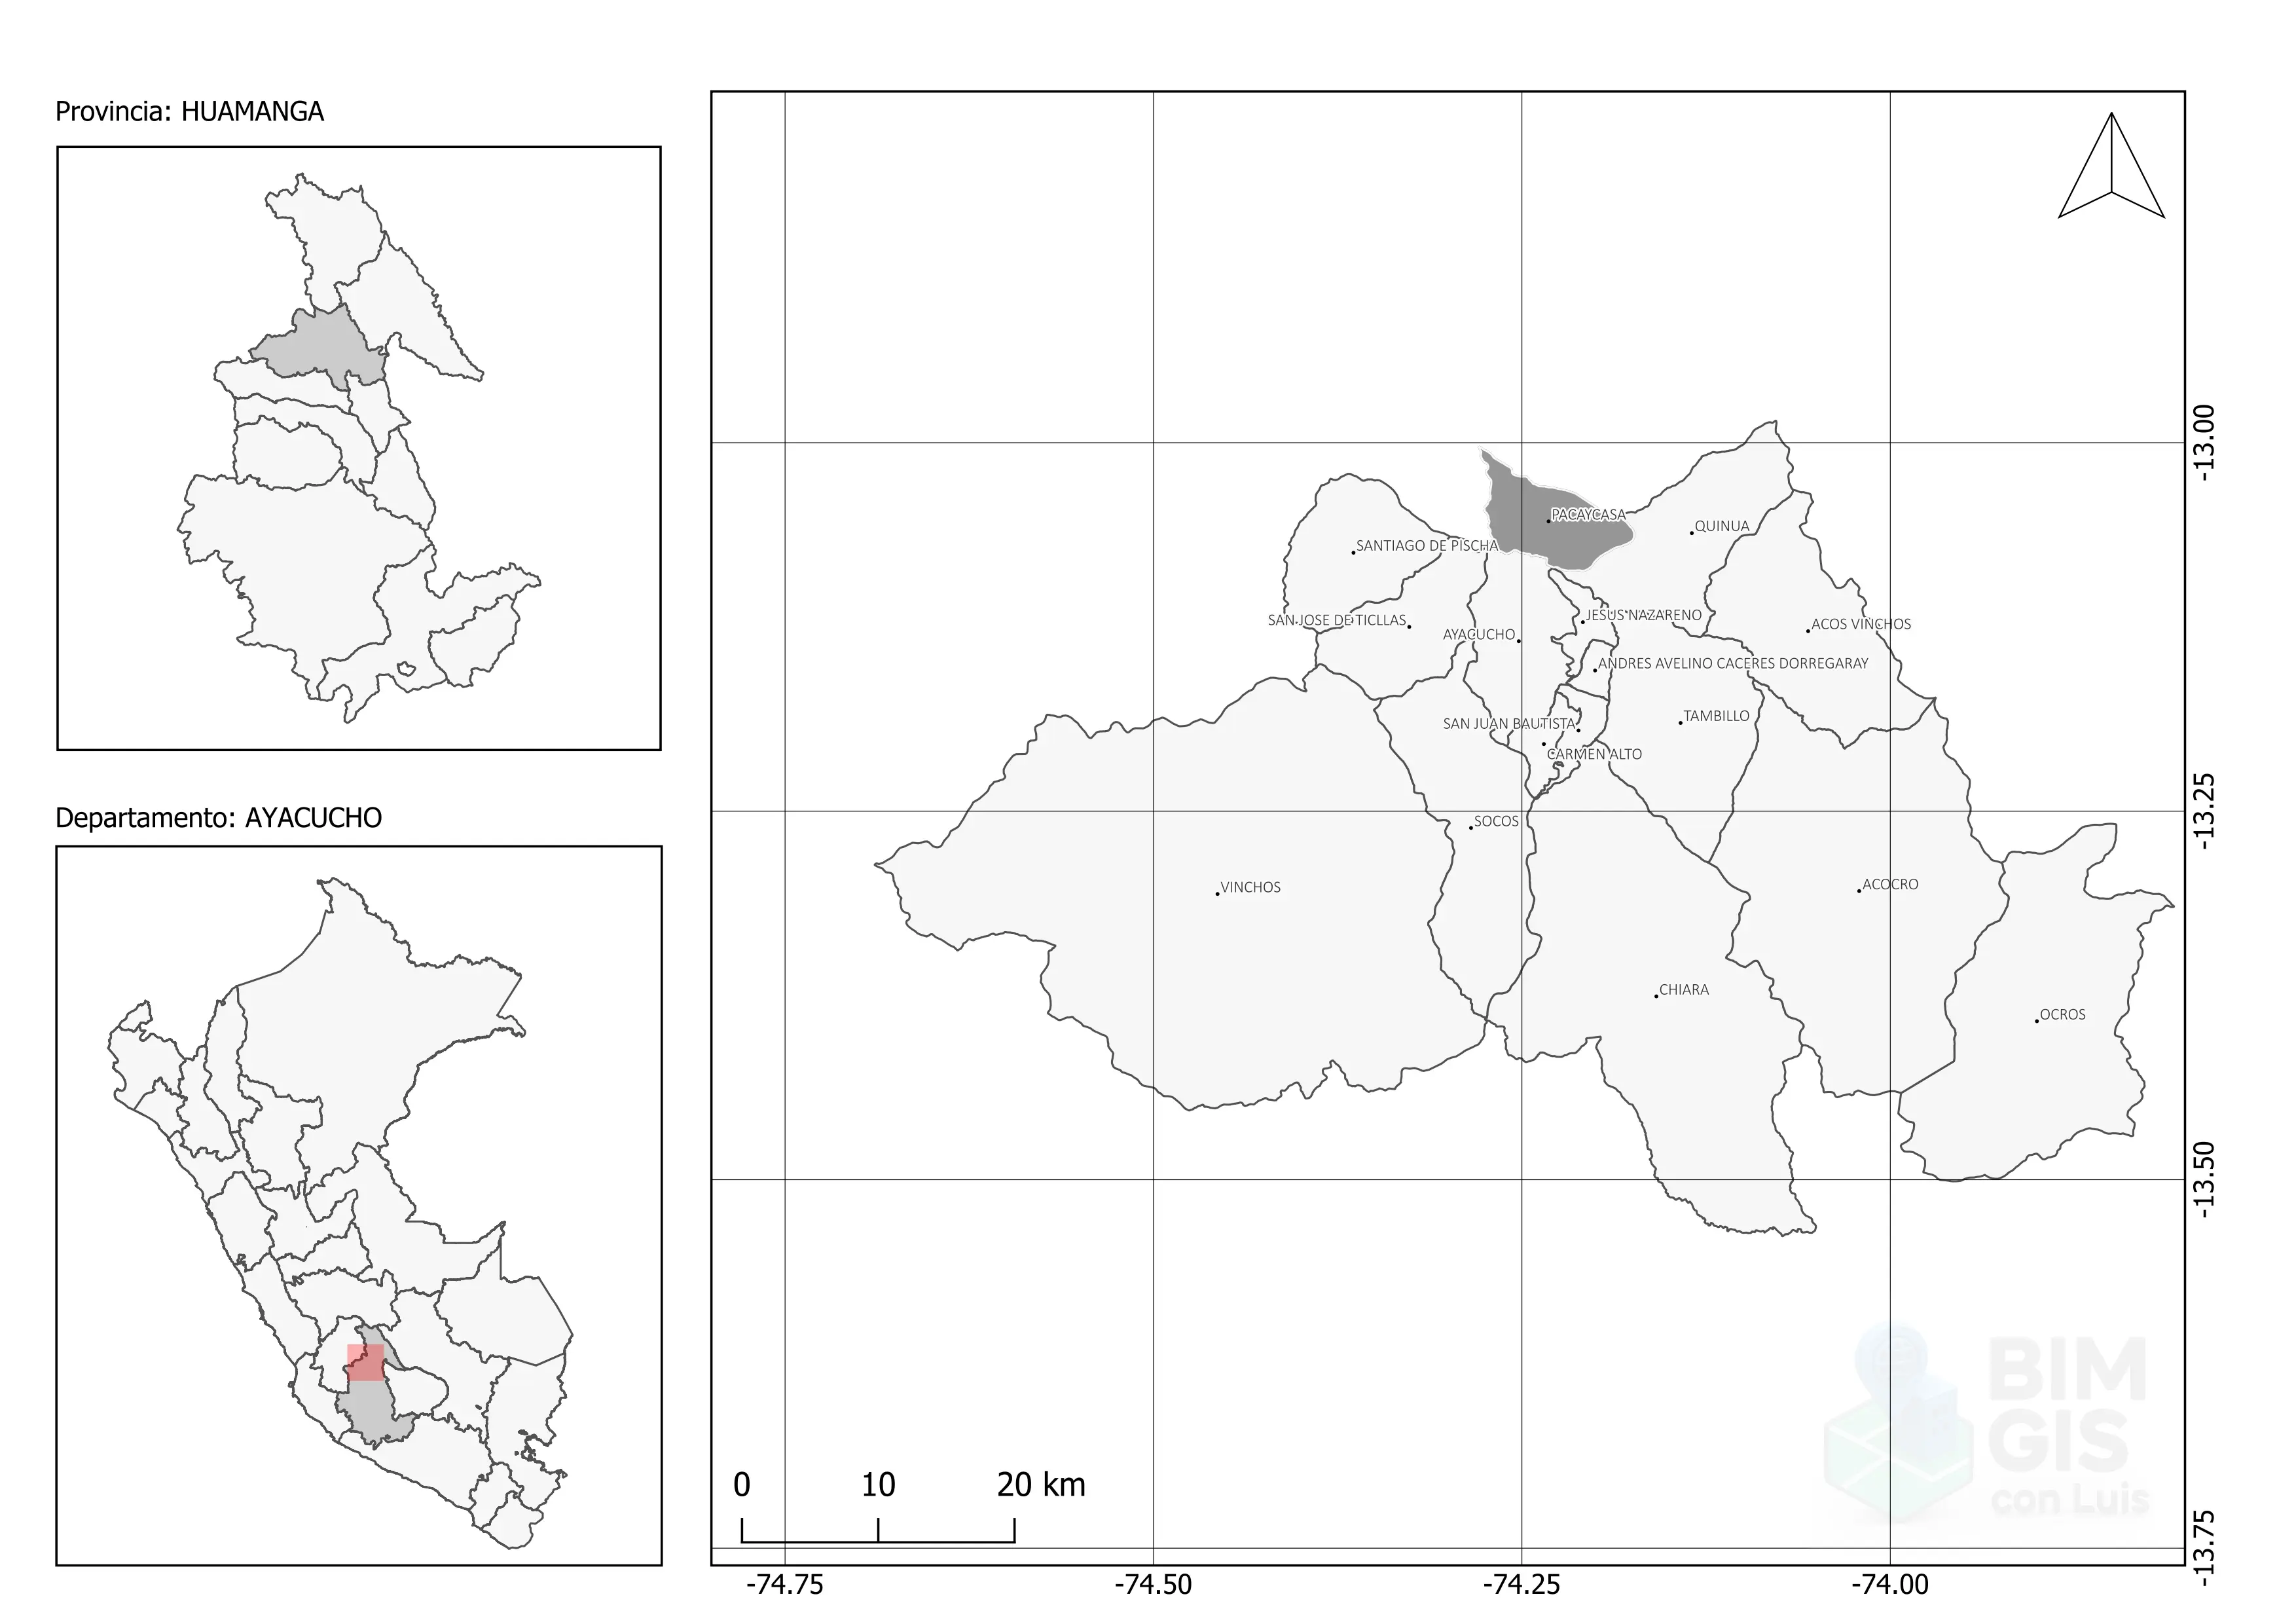 Provincia: HUAMANGA
Departamento: AYACUCHO
PACAYCASA
QUINUA
SANTIAGO DE PISCHA
JESUS NAZARENO
SAN JOSE DE TICLLAS
ACOS VINCHOS
AYACUCHO
ANDRES AVELINO CACERES DORREGARAY
TAMBILLO
SAN JUAN BAUTISTA
CARMEN ALTO
SOCOS
VINCHOS
ACOCRO
CHIARA
OCROS
-13.00
-13.25
-13.50
-13.75
BIM
GIS
con Luis
0 10 20 km
-74.75 -74.50 -74.25 -74.00